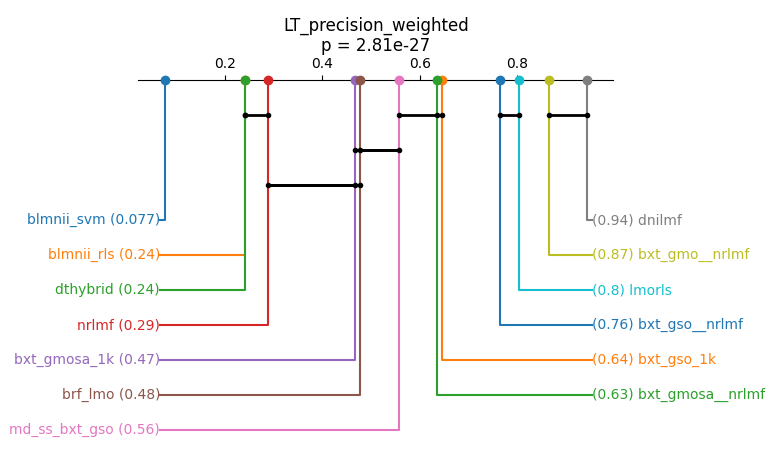 LT_precision_weighted
p = 2.81e-27
0.2 0.4 0.6 0.8
blmnii_svm (0.077)
(0.94) dnilmf
blmnii_rls (0.24)
(0.87) bxt_gmo__nrlmf
dthybrid (0.24)
(0.8) lmorls
nrlmf (0.29)
(0.76) bxt_gso__nrlmf
bxt_gmosa_1k (0.47)
(0.64) bxt_gso_1k
brf_lmo (0.48)
(0.63) bxt_gmosa__nrlmf
md_ss_bxt_gso (0.56)